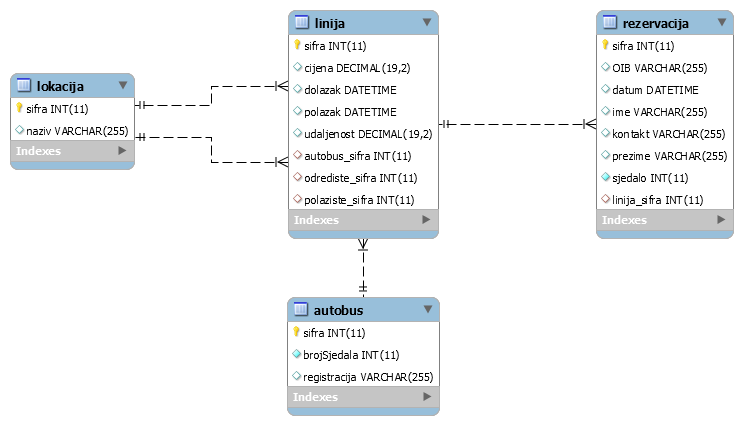 lokacija
sifra INT(11)
naziv VARCHAR(255)
Indexes
linija
sifra INT(11)
cijena DECIMAL(19,2)
dolazak DATETIME
polazak DATETIME
udaljenost DECIMAL(19,2)
autobus_sifra INT(11)
odrediste_sifra INT(11)
polaziste_sifra INT(11)
Indexes
rezervacija
sifra INT(11)
OIB VARCHAR(255)
datum DATETIME
ime VARCHAR(255)
kontakt VARCHAR(255)
prezime VARCHAR(255)
sjedalo INT(11)
linija_sifra INT(11)
Indexes
autobus
sifra INT(11)
brojSjedala INT(11)
registracija VARCHAR(255)
Indexes